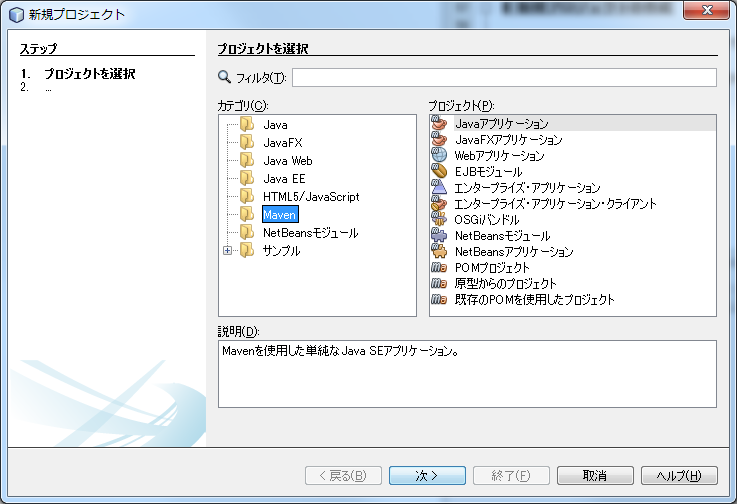 新規プロジェクト
ステップ
1. プロジェクトを選択
2. ...
プロジェクトを選択
フィルタ(T):
カテゴリ(C):
Java
JavaFX
Java Web
Java EE
HTML5/JavaScript
Maven
NetBeansモジュール
サンプル
プロジェクト(P):
Javaアプリケーション
JavaFXアプリケーション
Webアプリケーション
EJBモジュール
エンタープライズ・アプリケーション
エンタープライズ・アプリケーション・クライアント
OSGiバンドル
NetBeansモジュール
NetBeansアプリケーション
POMプロジェクト
原型からのプロジェクト
既存のPOMを使用したプロジェクト
説明(D):
Mavenを使用した単純なJava SEアプリケーション。
< 戻る(B)
次 >
終了(F)
取消
ヘルプ(H)